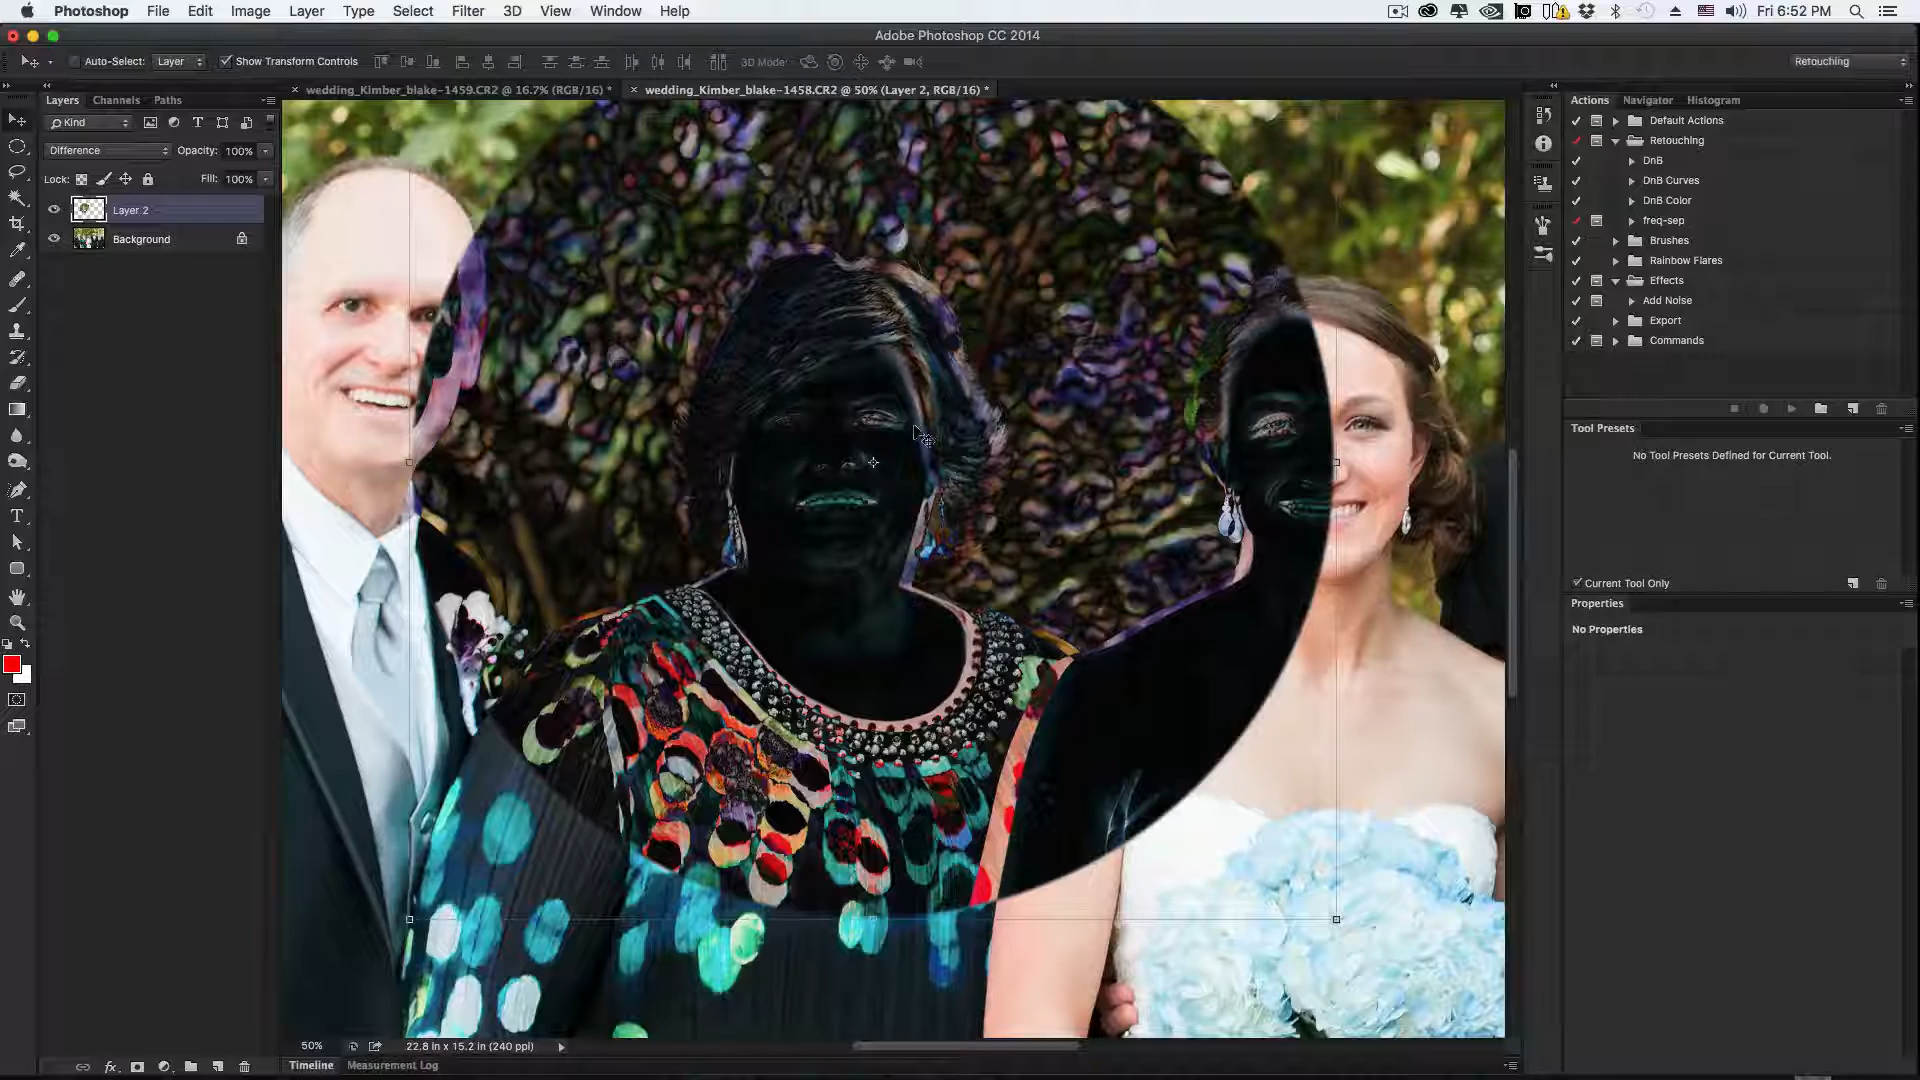 Photoshop File Edit Image Layer Type Select Filter 3D View Window Help Fri 6:52 PM
Adobe Photoshop CC 2014
Auto-Select: Layer Show Transform Controls 3D Mode: Retouching
wedding_Kimber_blake-1459.CR2 @ 16.7% (RGB/16) * wedding_Kimber_blake-1458.CR2 @ 50% (Layer 2, RGB/16) *
Layers Channels Paths
Kind
Difference Opacity: 100%
Lock: Fill: 100%
Layer 2
Background
Actions Navigator Histogram
Default Actions
Retouching
DnB
DnB Curves
DnB Color
freq-sep
Brushes
Rainbow Flares
Effects
Add Noise
Export
Commands
Tool Presets
No Tool Presets Defined for Current Tool.
Current Tool Only
Properties
No Properties
50% 22.8 in x 15.2 in (240 ppi)
Timeline Measurement Log